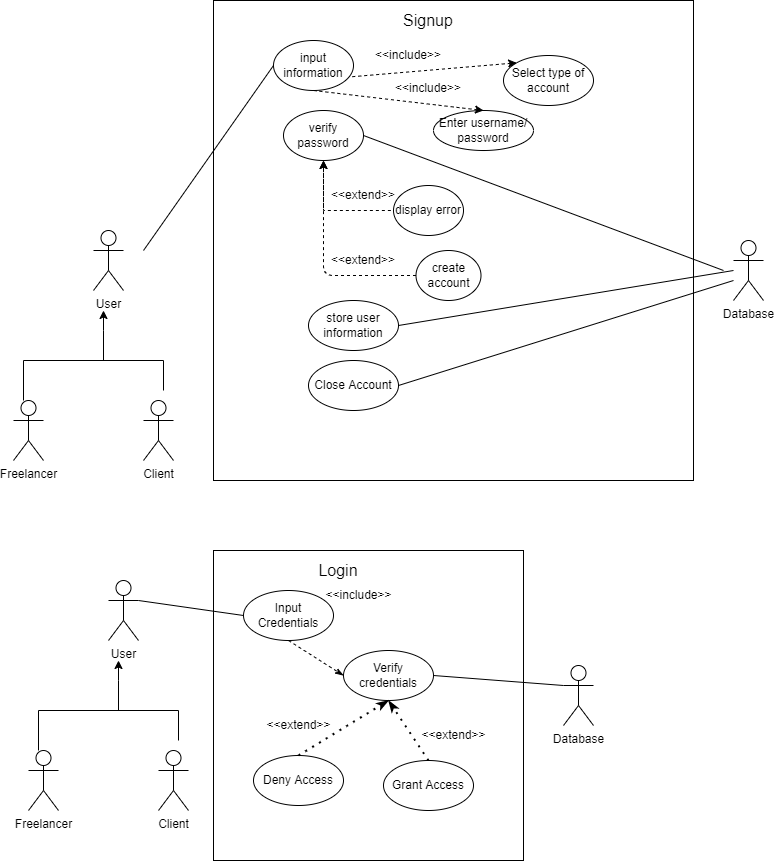 Signup
input
information
<<include>>
Select type of
account
<<include>>
Enter username/
password
verify
password
<<extend>>
display error
<<extend>>
create
account
User
Database
store user
information
Close Account
Freelancer
Client
Login
Input
Credentials
<<include>>
User
Verify
credentials
Database
<<extend>>
<<extend>>
Deny Access
Grant Access
Freelancer
Client